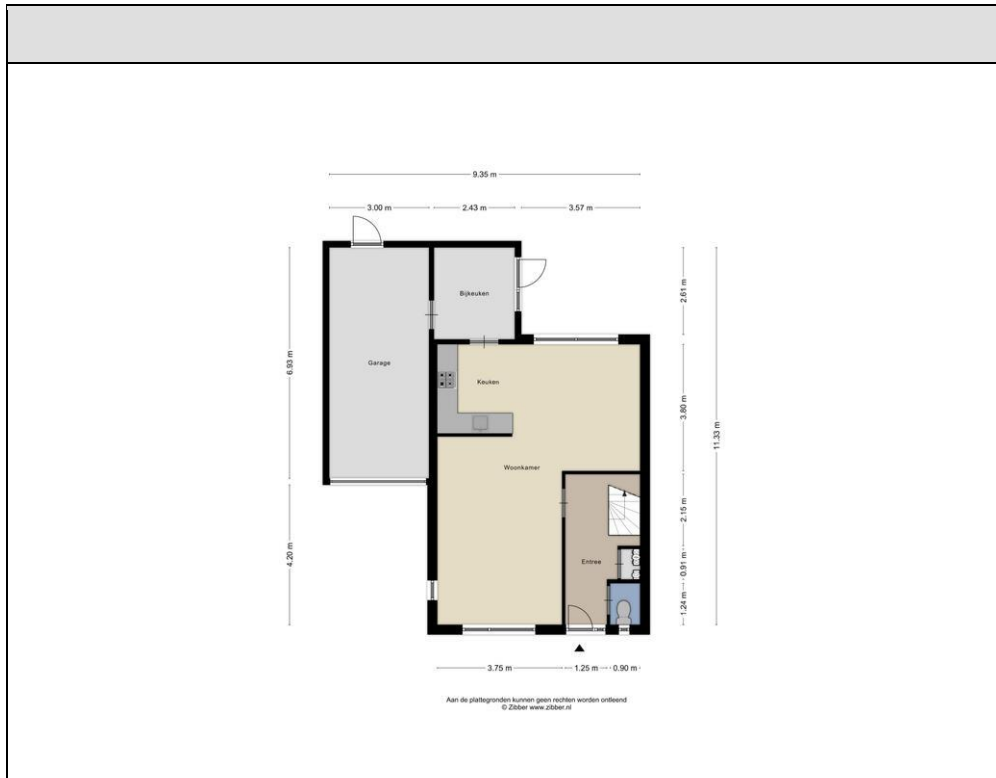 9.35 m
3.00 m
2.43 m
3.57 m
Bijkeuken
2.61 m
Garage
6.93 m
Keuken
3.80 m
11.33 m
Woonkamer
2.15 m
4.20 m
Entree
0.91 m
1.24 m
3.75 m
1.25 m
0.90 m
Aan de plattegronden kunnen geen rechten worden ontleend
© Zibber www.zibber.nl